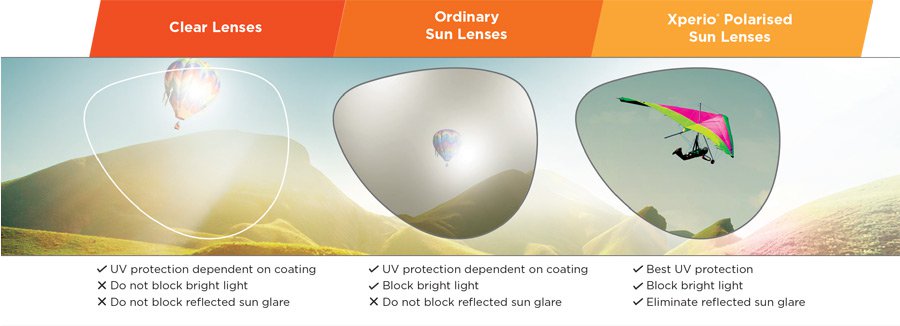 Clear Lenses
Ordinary
Sun Lenses
Xperio® Polarised
Sun Lenses
✓ UV protection dependent on coating
✕ Do not block bright light
✕ Do not block reflected sun glare
✓ UV protection dependent on coating
✓ Block bright light
✕ Do not block reflected sun glare
✓ Best UV protection
✓ Block bright light
✓ Eliminate reflected sun glare